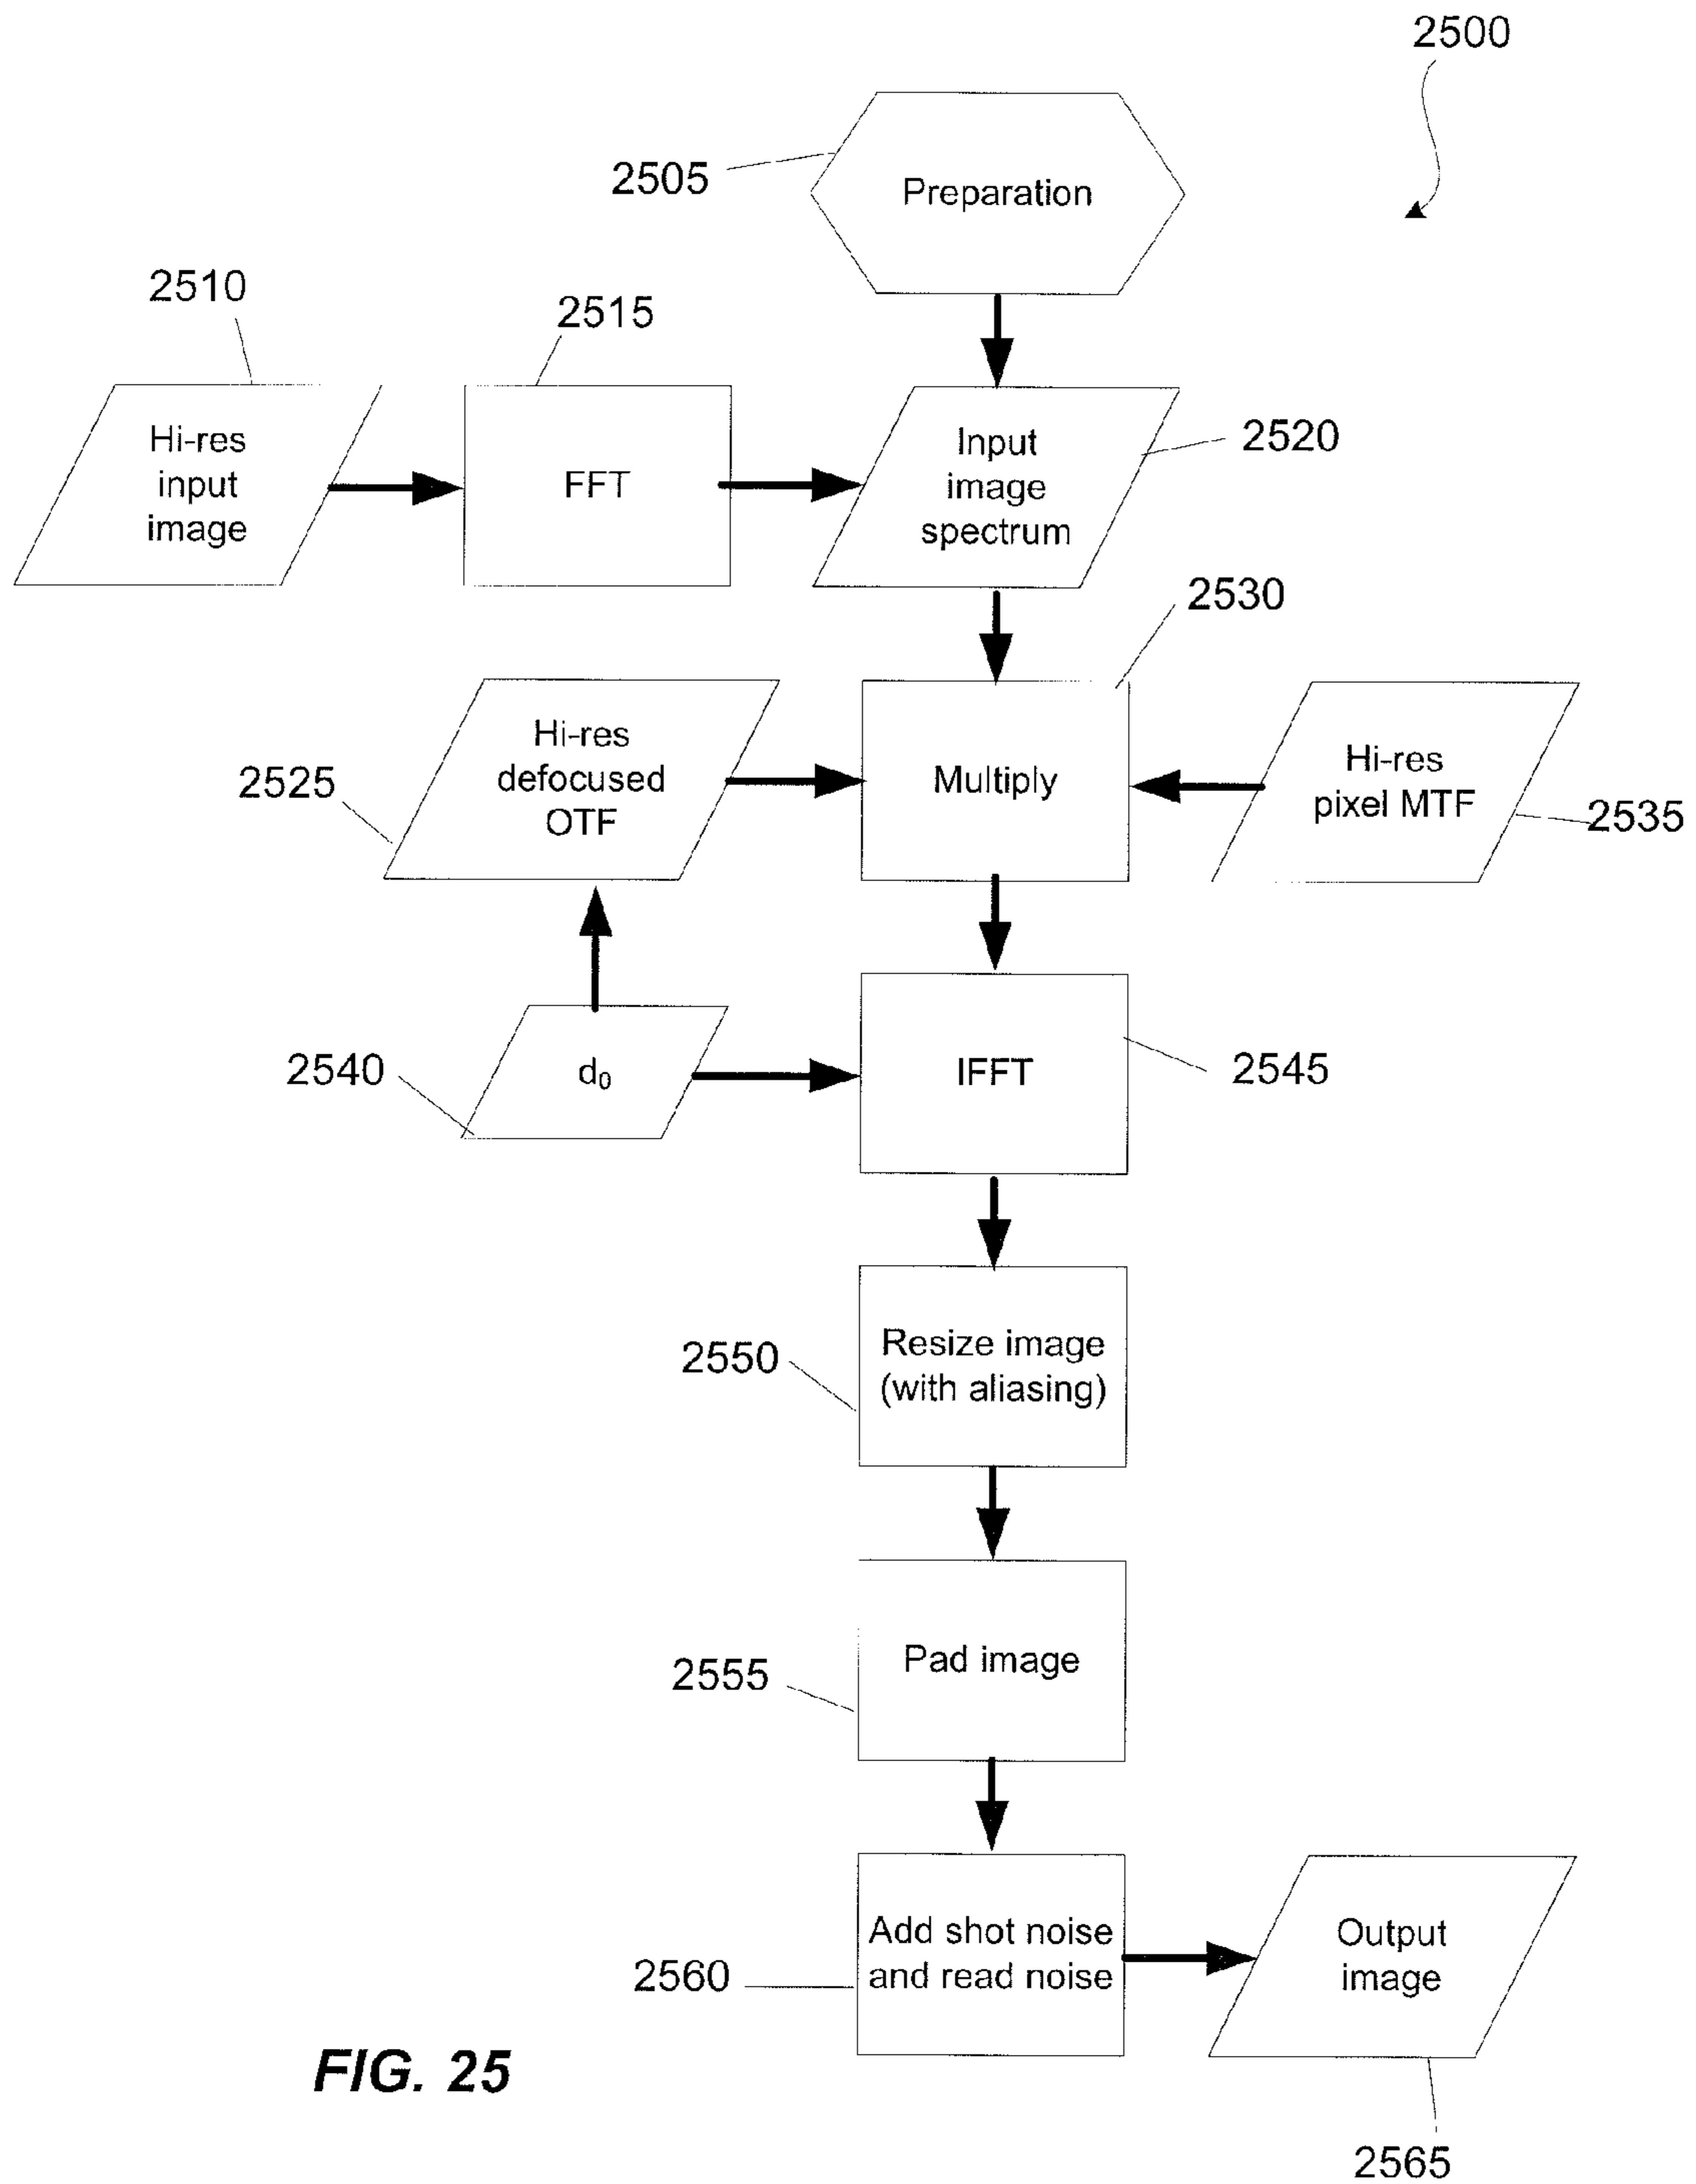 2500
2505
Preparation
2510
2515
Hi-res
input
image
FFT
Input
image
spectrum
2520
2530
Hi-res
defocused
OTF
2525
Multiply
Hi-res
pixel MTF
2535
2540
d₀
IFFT
2545
2550
Resize image
(with aliasing)
2555
Pad image
2560
Add shot noise
and read noise
Output
image
2565
FIG. 25